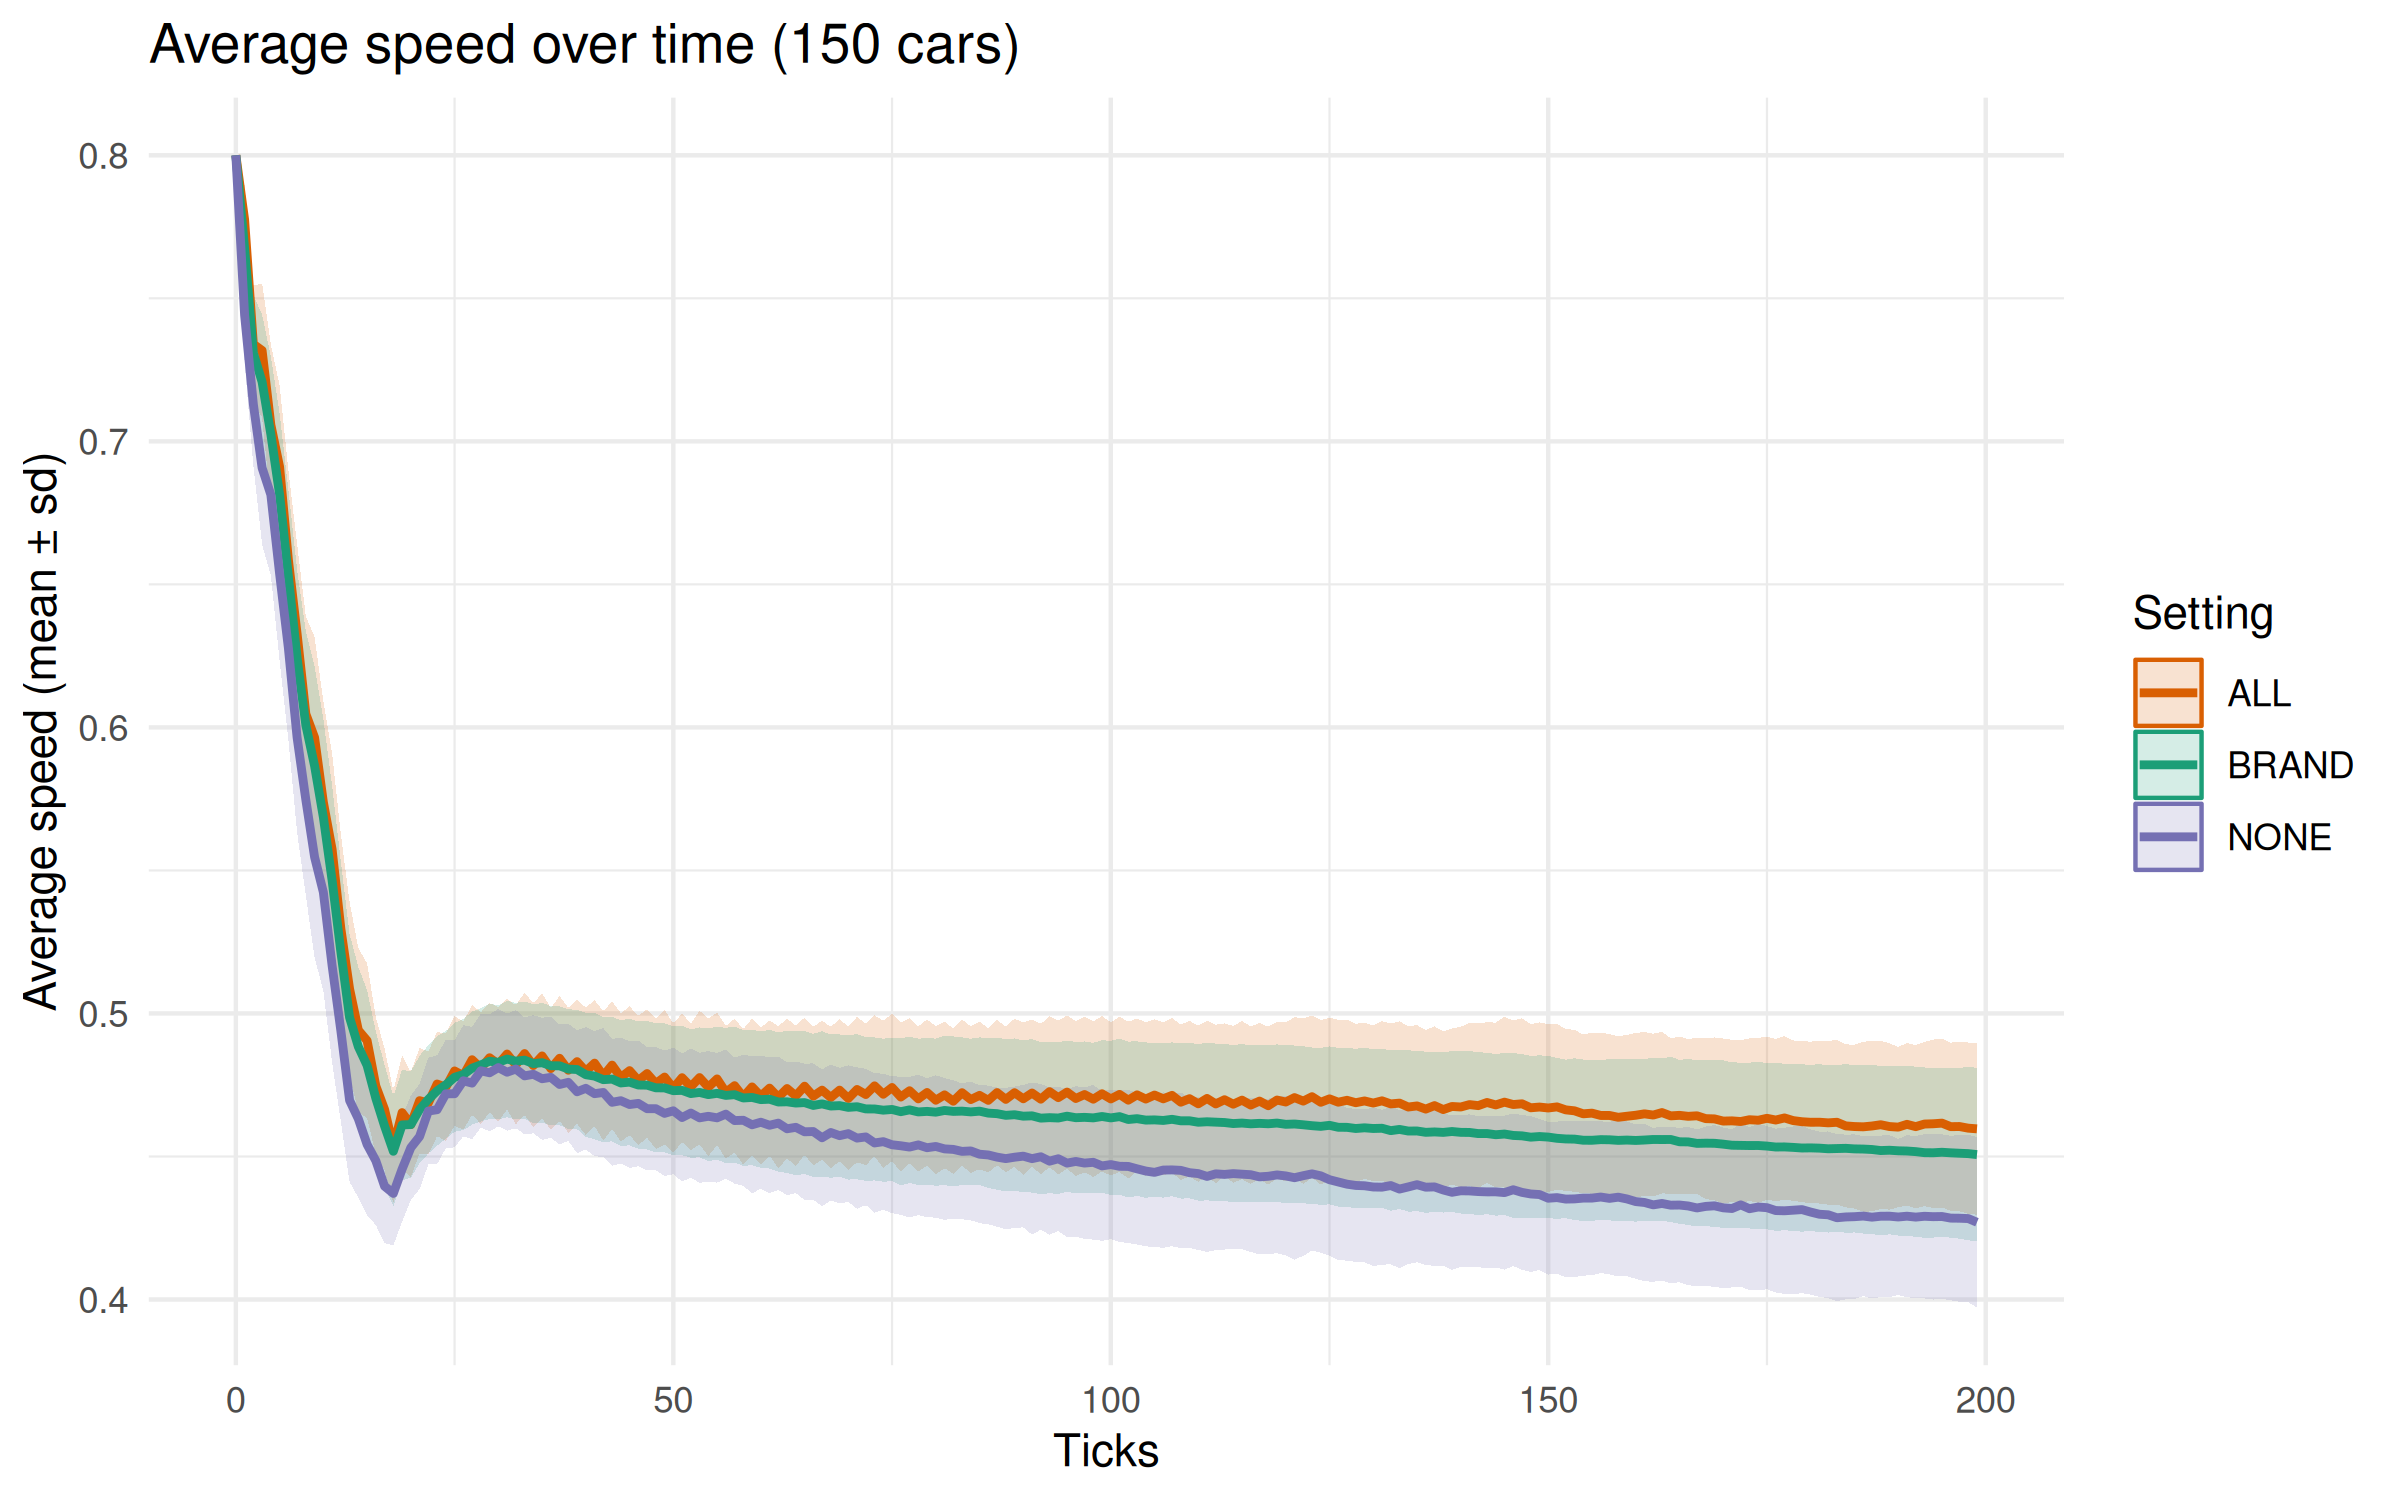 Average speed over time (150 cars)
Average speed (mean ± sd)
0.8
0.7
0.6
0.5
0.4
0
50
100
150
200
Ticks
Setting
ALL
BRAND
NONE